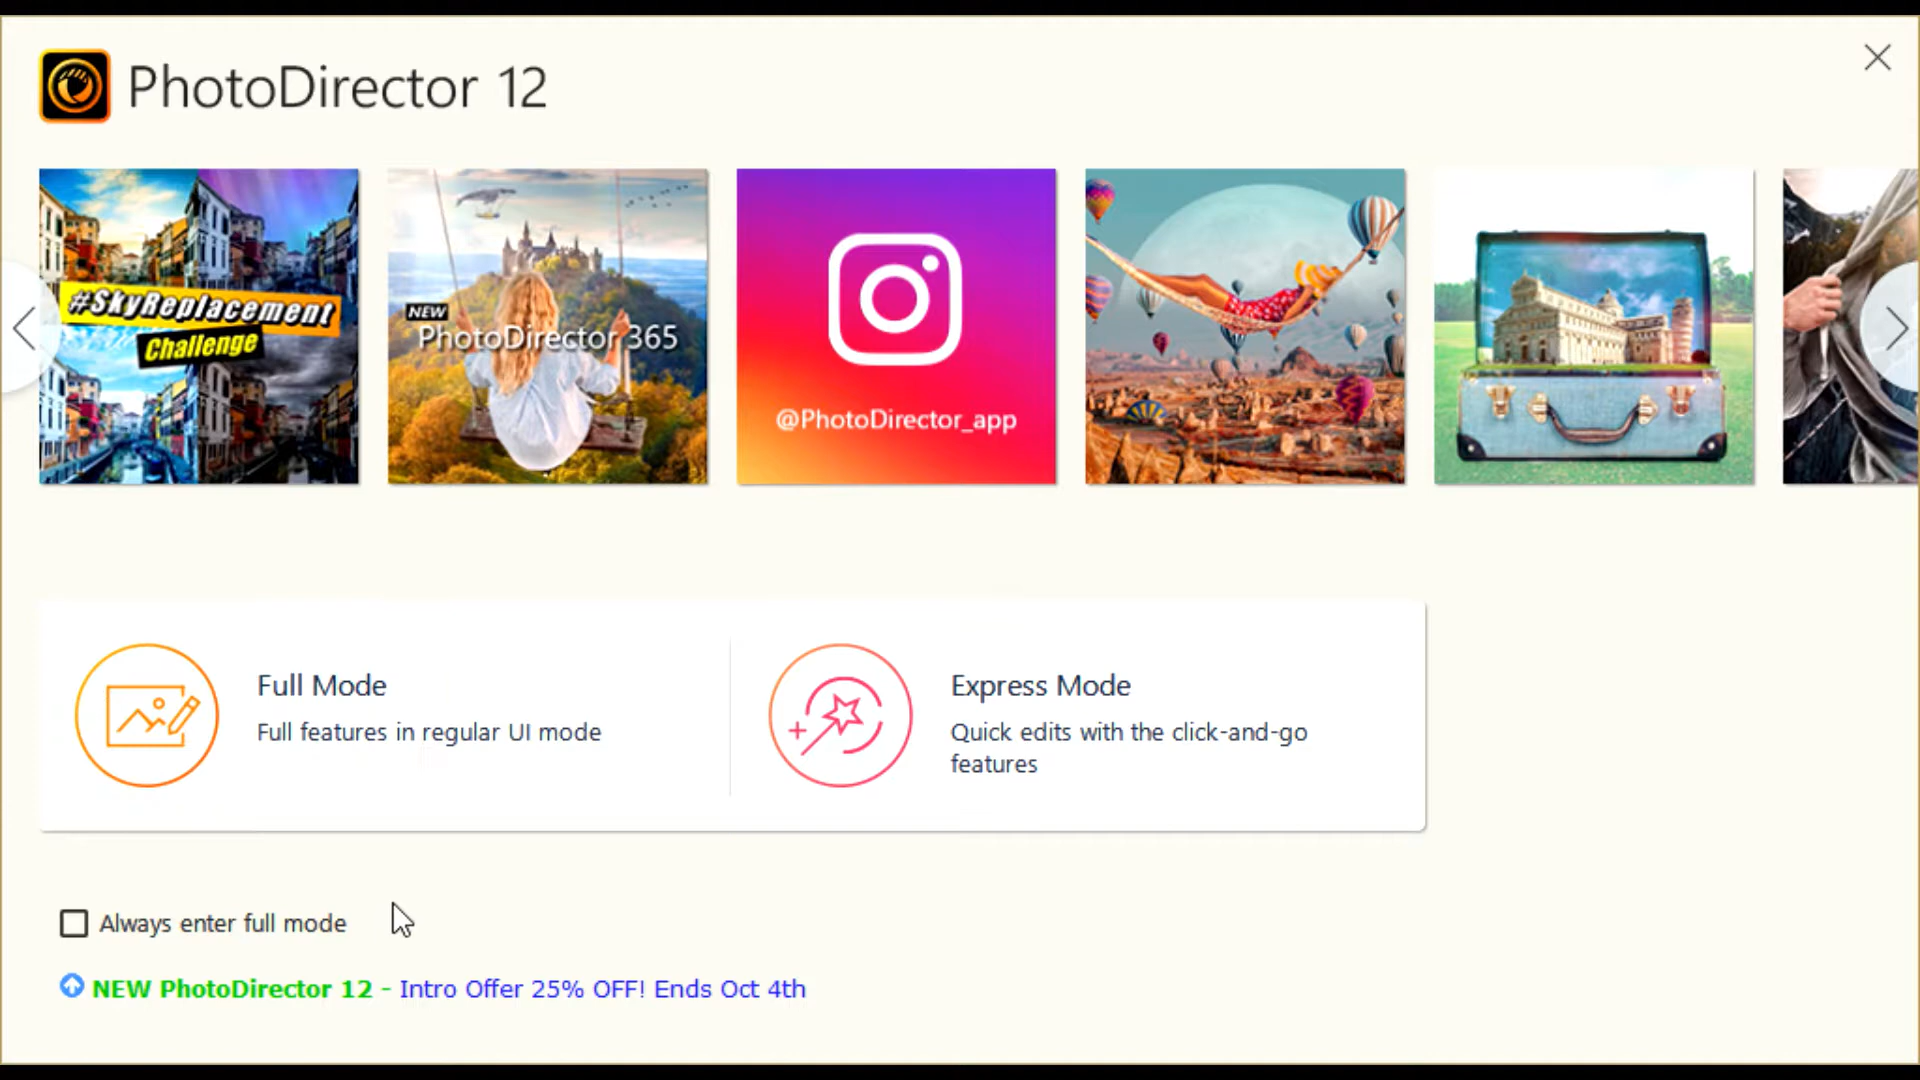 PhotoDirector 12
#SkyReplacement
Challenge
NEW
PhotoDirector 365
@PhotoDirector_app
Full Mode
Full features in regular UI mode
Express Mode
Quick edits with the click-and-go
features
Always enter full mode
NEW PhotoDirector 12 - Intro Offer 25% OFF! Ends Oct 4th